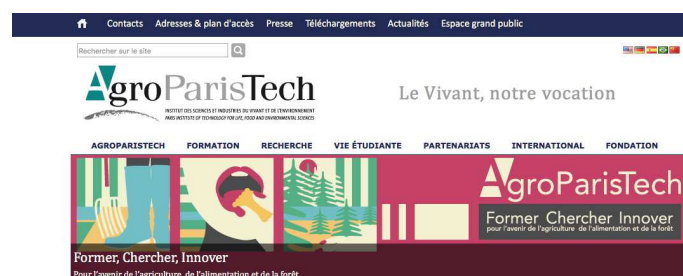 Contacts Adresses & plan d'accès Presse Téléchargements Actualités Espace grand public
Rechercher sur le site
AgroParisTech
INSTITUT DES SCIENCES ET INDUSTRIES DU VIVANT ET DE L'ENVIRONNEMENT
PARIS INSTITUTE OF TECHNOLOGY FOR LIFE, FOOD AND ENVIRONMENTAL SCIENCES
Le Vivant, notre vocation
AGROPARISTECH FORMATION RECHERCHE VIE ÉTUDIANTE PARTENARIATS INTERNATIONAL FONDATION
AgroParisTech
Former Chercher Innover
pour l'avenir de l'agriculture de l'alimentation et de la forêt
Former, Chercher, Innover
Pour l'avenir de l'agriculture, de l'alimentation et de la forêt